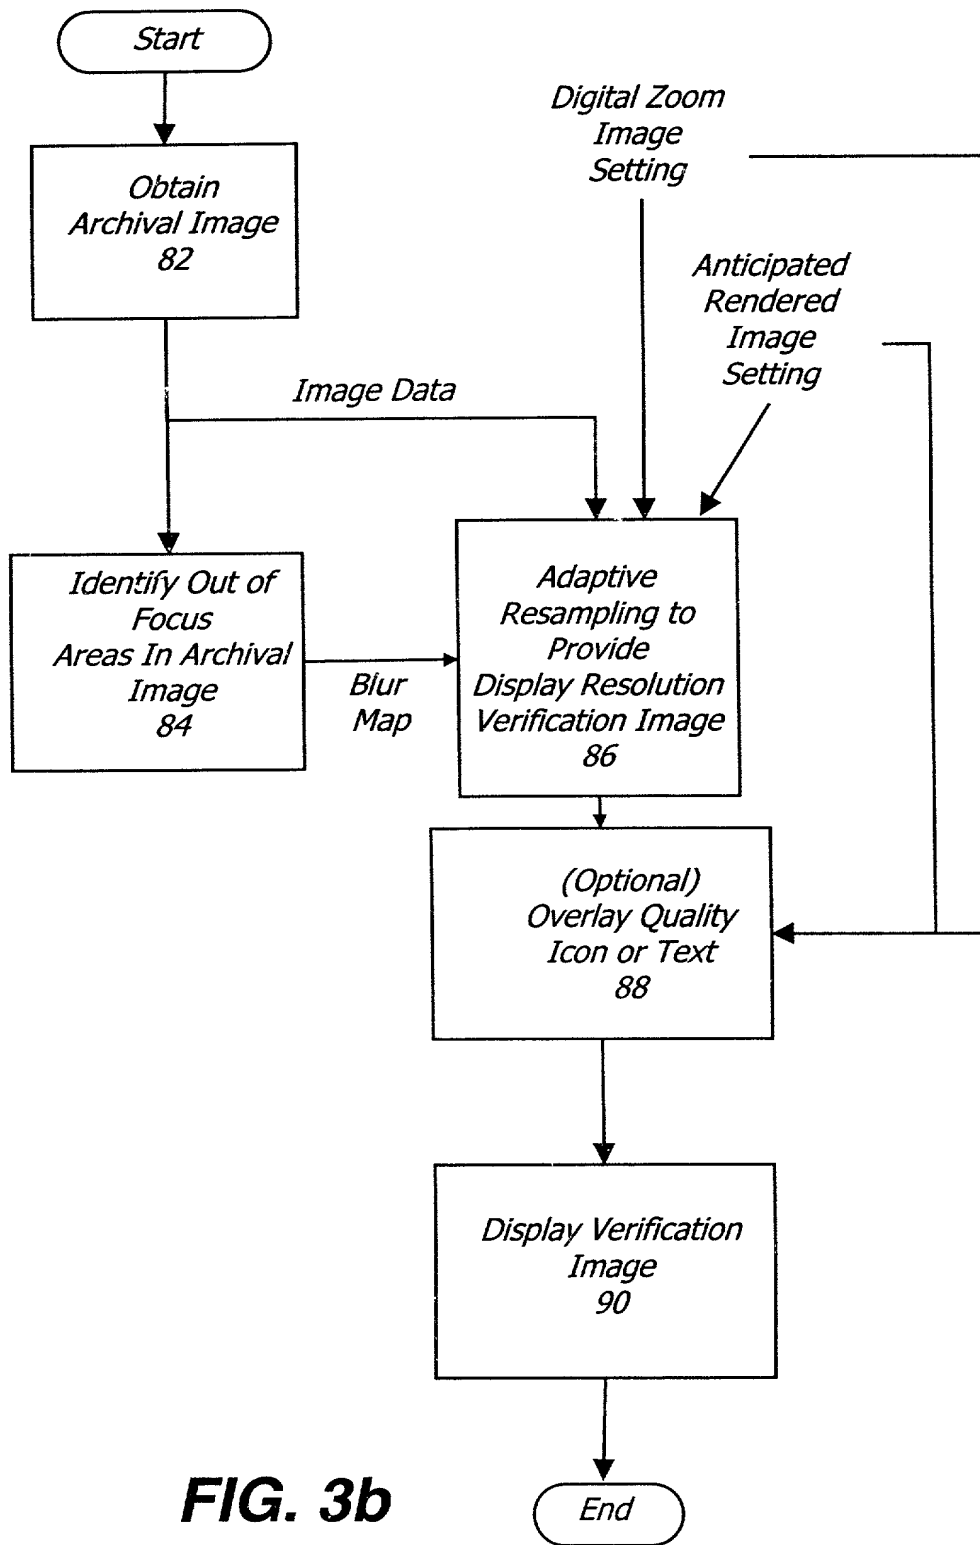 Start
Obtain
Archival Image
82
Digital Zoom
Image
Setting
Anticipated
Rendered
Image
Setting
Image Data
Identify Out of
Focus
Areas In Archival
Image
84
Blur
Map
Adaptive
Resampling to
Provide
Display Resolution
Verification Image
86
(Optional)
Overlay Quality
Icon or Text
88
Display Verification
Image
90
End
FIG. 3b